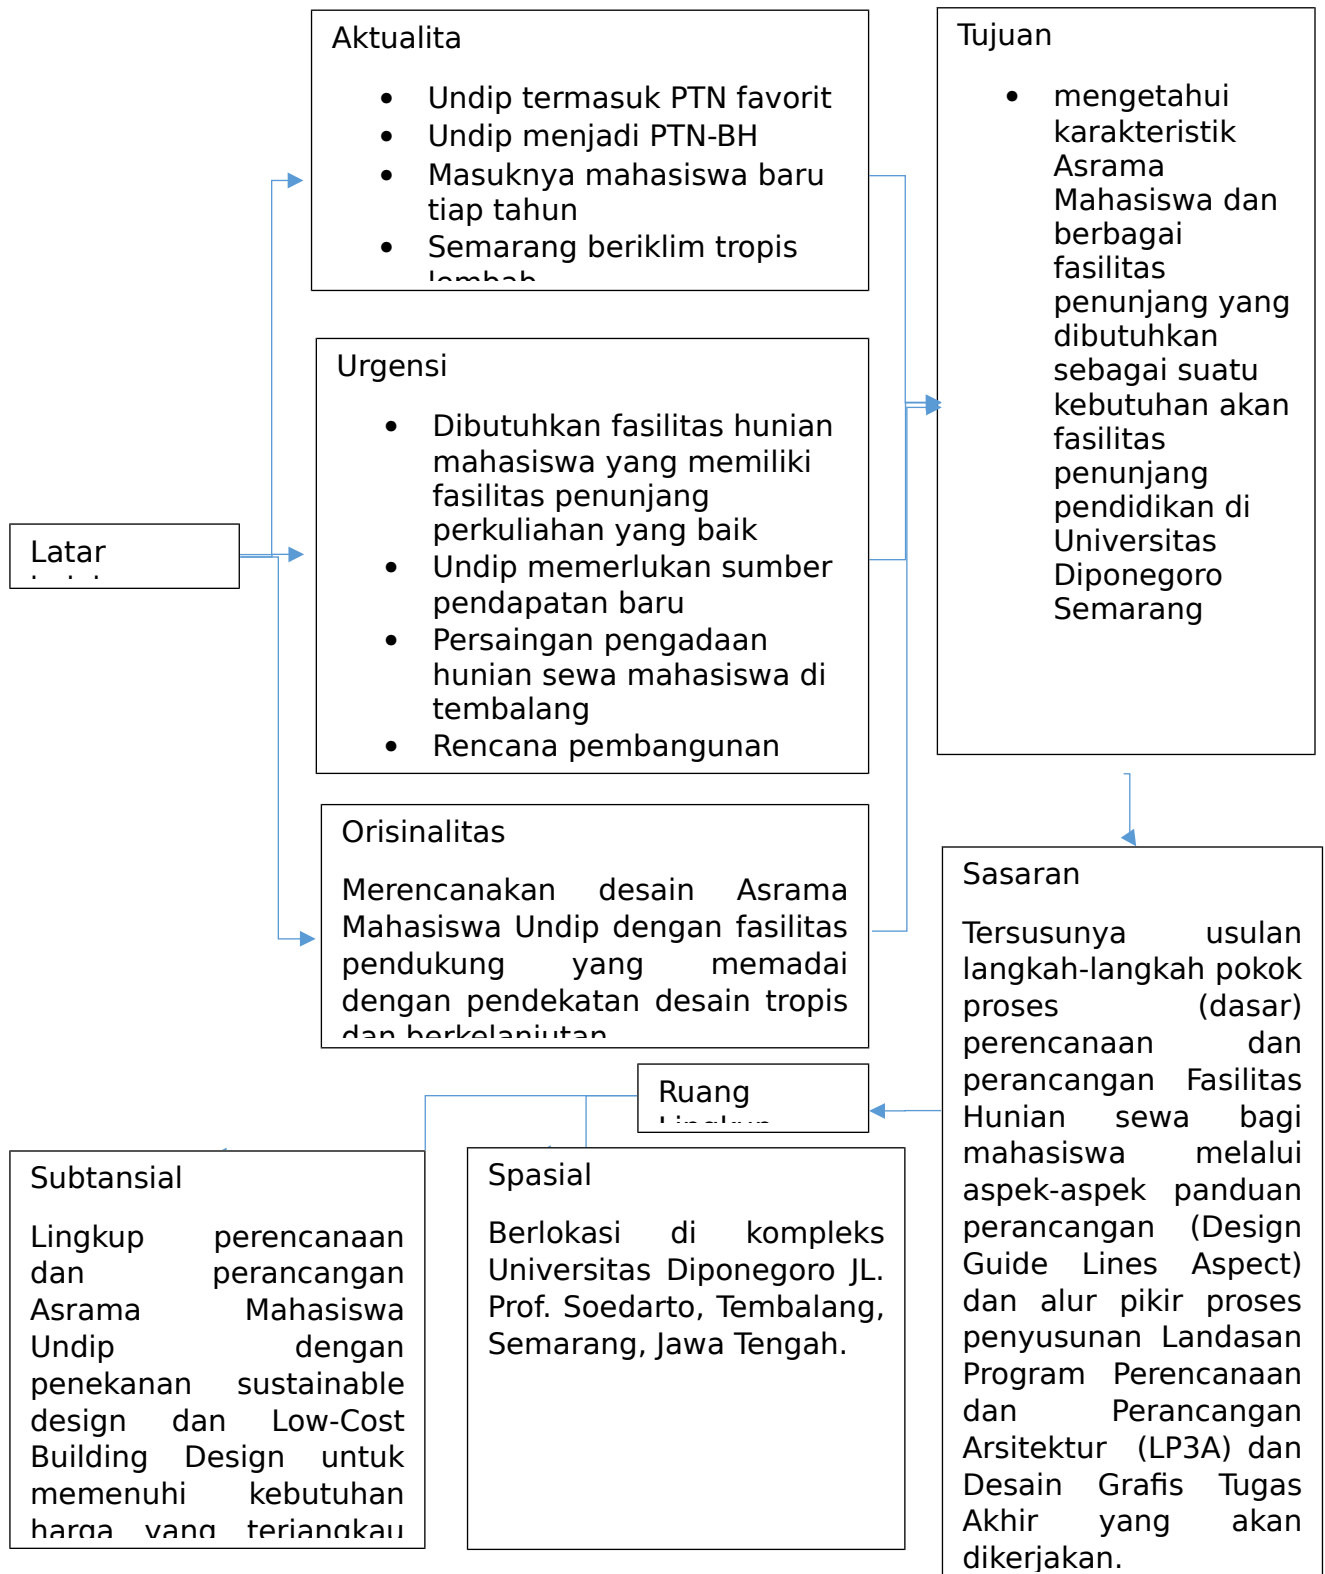 Aktualita
• Undip termasuk PTN favorit
• Undip menjadi PTN-BH
• Masuknya mahasiswa baru
tiap tahun
• Semarang beriklim tropis
lembab
Urgensi
• Dibutuhkan fasilitas hunian
mahasiswa yang memiliki
fasilitas penunjang
perkuliahan yang baik
• Undip memerlukan sumber
pendapatan baru
• Persaingan pengadaan
hunian sewa mahasiswa di
tembalang
• Rencana pembangunan
Latar
Orisinalitas
Merencanakan desain Asrama
Mahasiswa Undip dengan fasilitas
pendukung yang memadai
dengan pendekatan desain tropis
dan berkelanjutan
Tujuan
• mengetahui
karakteristik
Asrama
Mahasiswa dan
berbagai
fasilitas
penunjang yang
dibutuhkan
sebagai suatu
kebutuhan akan
fasilitas
penunjang
pendidikan di
Universitas
Diponegoro
Semarang
Sasaran
Tersusunya usulan
langkah-langkah pokok
proses (dasar)
perencanaan dan
perancangan Fasilitas
Hunian sewa bagi
mahasiswa melalui
aspek-aspek panduan
perancangan (Design
Guide Lines Aspect)
dan alur pikir proses
penyusunan Landasan
Program Perencanaan
dan Perancangan
Arsitektur (LP3A) dan
Desain Grafis Tugas
Akhir yang akan
dikerjakan.
Ruang
Lingkup
Subtansial
Lingkup perencanaan
dan perancangan
Asrama Mahasiswa
Undip dengan
penekanan sustainable
design dan Low-Cost
Building Design untuk
memenuhi kebutuhan
harga yang terjangkau
Spasial
Berlokasi di kompleks
Universitas Diponegoro JL.
Prof. Soedarto, Tembalang,
Semarang, Jawa Tengah.